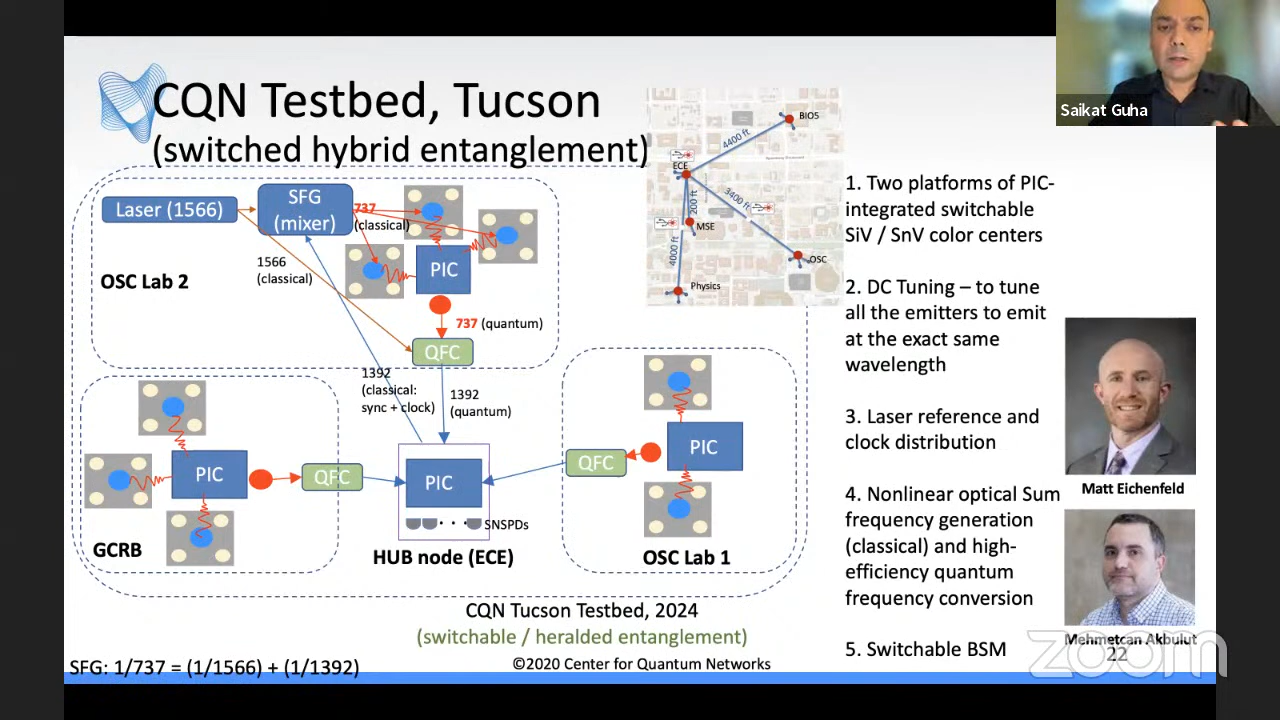 CQN Testbed, Tucson
(switched hybrid entanglement)
Saikat Guha
Laser (1566)
SFG
(mixer)
737
(classical)
1566
(classical)
PIC
OSC Lab 2
737 (quantum)
QFC
1392
(classical:
sync + clock)
1392
(quantum)
BIO5
4400 ft
ECE
200 ft
3400 ft
MSE
4000 ft
OSC
Physics
PIC
QFC
GCRB
PIC
SNSPDs
HUB node (ECE)
QFC
PIC
OSC Lab 1
CQN Tucson Testbed, 2024
(switchable / heralded entanglement)
©2020 Center for Quantum Networks
SFG: 1/737 = (1/1566) + (1/1392)
1. Two platforms of PIC-
integrated switchable
SiV / SnV color centers
2. DC Tuning – to tune
all the emitters to emit
at the exact same
wavelength
3. Laser reference and
clock distribution
4. Nonlinear optical Sum
frequency generation
(classical) and high-
efficiency quantum
frequency conversion
5. Switchable BSM
Matt Eichenfeld
Mehmetcan Akbulut
22
zoom